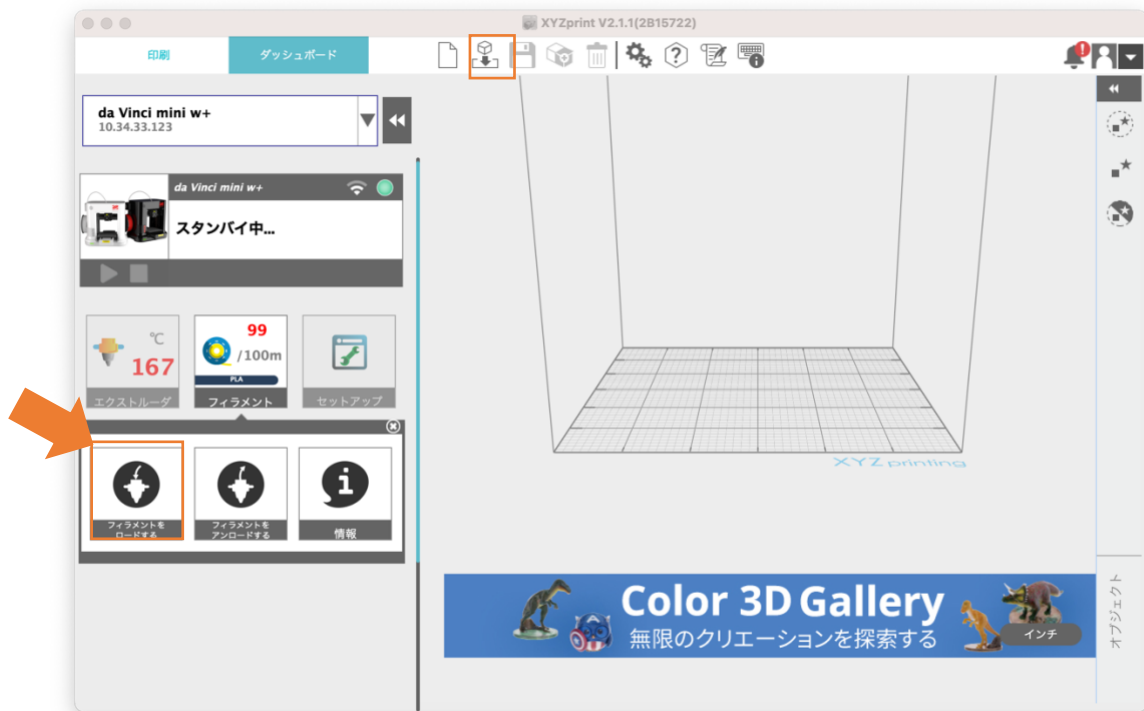 XYZprint V2.1.1(2B15722)
印刷
ダッシュボード
da Vinci mini w+
10.34.33.123
da Vinci mini w+
スタンバイ中...
℃
167
エクストルーダ
99
/100m
PLA
フィラメント
セットアップ
フィラメントを
ロードする
フィラメントを
アンロードする
情報
XYZprinting
Color 3D Gallery
無限のクリエーションを探索する
インチ
オブジェクト